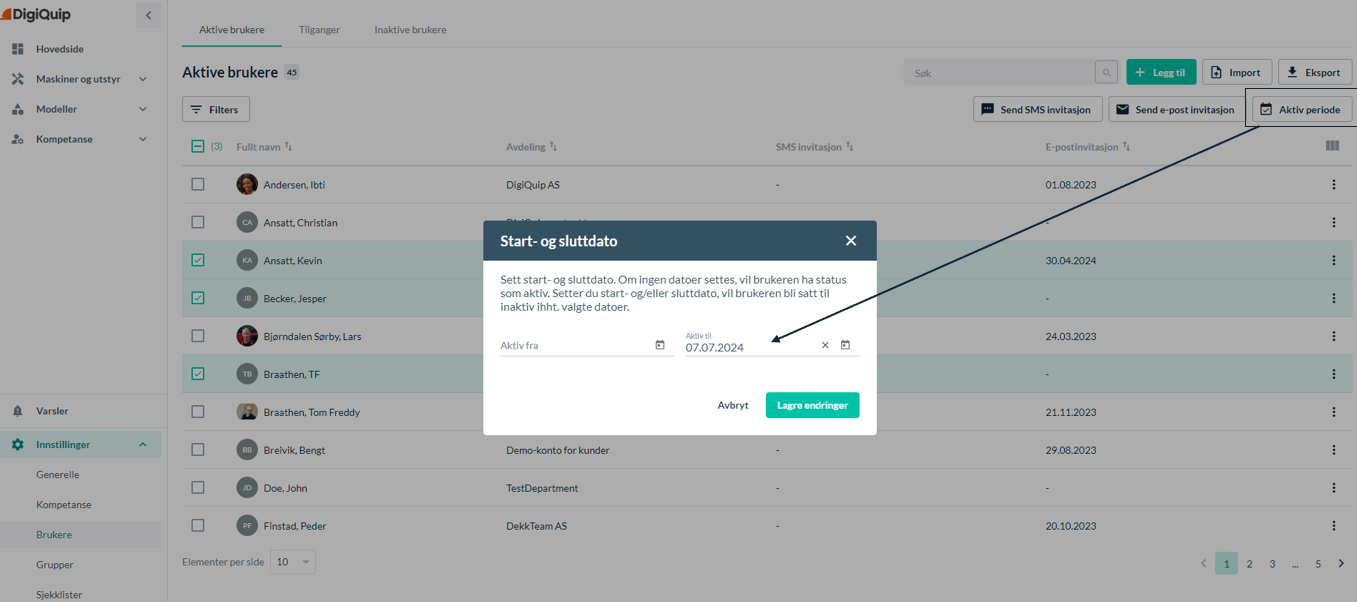 DigiQuip
Hovedside
Maskiner og utstyr
Modeller
Kompetanse
Varsler
Innstillinger
Generelle
Kompetanse
Brukere
Grupper
Sjekklister
Aktive brukere Tilganger Inaktive brukere
Aktive brukere 45
Søk
Legg til
Import
Eksport
Filters
Send SMS invitasjon
Send e-post invitasjon
Aktiv periode
(3) Fullt navn Avdeling SMS invitasjon E-postinvitasjon
Andersen, Ibti DigiQuip AS - 01.08.2023
CA Ansatt, Christian -
KA Ansatt, Kevin 30.04.2024
JB Becker, Jesper -
Bjørndalen Sørby, Lars 24.03.2023
TB Braathen, TF -
Braathen, Tom Freddy 21.11.2023
BB Breivik, Bengt Demo-konto for kunder - 29.08.2023
JD Doe, John TestDepartment - -
PF Finstad, Peder DekkTeam AS - 20.10.2023
Elementer per side 10
1 2 3 ... 5
Start- og sluttdato
Sett start- og sluttdato. Om ingen datoer settes, vil brukeren ha status
som aktiv. Setter du start- og/eller sluttdato, vil brukeren bli satt til
inaktiv ihht. valgte datoer.
Aktiv fra
Aktiv til
07.07.2024
Avbryt
Lagre endringer